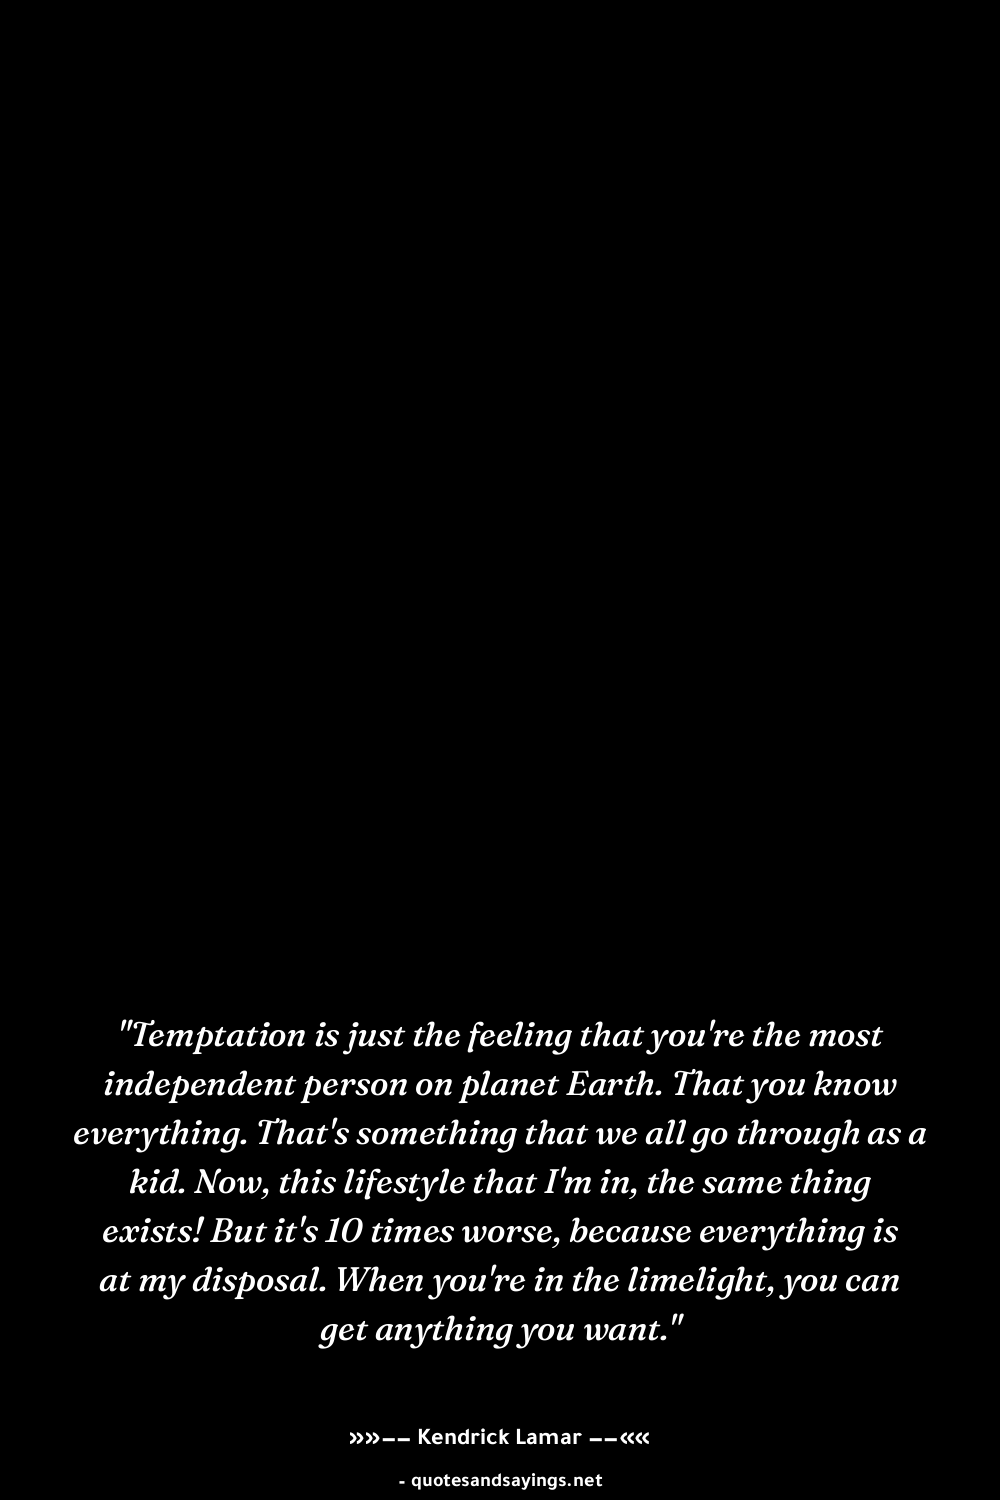 "Temptation is just the feeling that you're the most
independent person on planet Earth. That you know
everything. That's something that we all go through as a
kid. Now, this lifestyle that I'm in, the same thing
exists! But it's 10 times worse, because everything is
at my disposal. When you're in the limelight, you can
get anything you want."
»»–– Kendrick Lamar ––««
- quotesandsayings.net